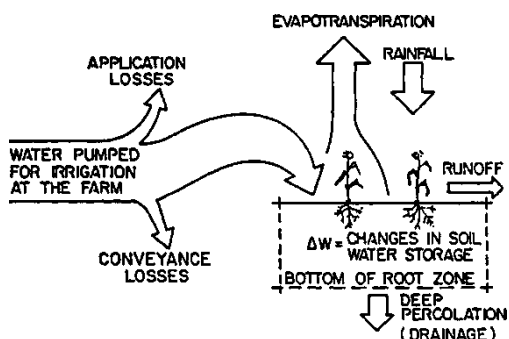 EVAPOTRANSPIRATION
APPLICATION
LOSSES
RAINFALL
WATER PUMPED
FOR IRRIGATION
AT THE FARM
RUNOFF
ΔW = CHANGES IN SOIL
WATER STORAGE
CONVEYANCE
LOSSES
BOTTOM OF ROOT ZONE
DEEP
PERCOLATION
(DRAINAGE)